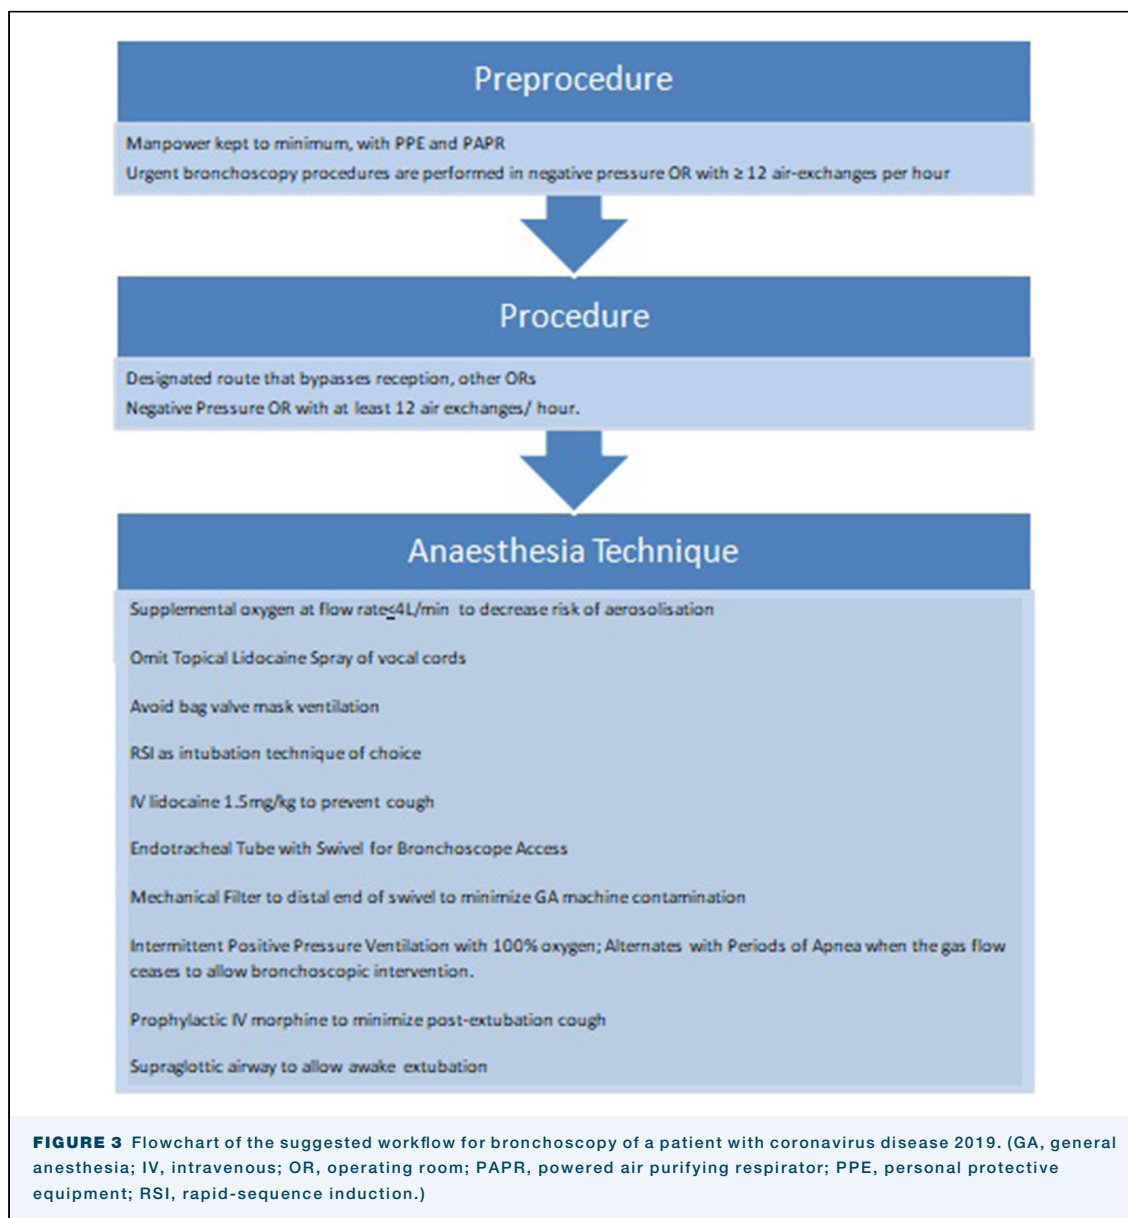 Preprocedure
Manpower kept to minimum, with PPE and PAPR
Urgent bronchoscopy procedures are performed in negative pressure OR with ≥ 12 air-exchanges per hour
Procedure
Designated route that bypasses reception, other ORs
Negative Pressure OR with at least 12 air exchanges/ hour.
Anaesthesia Technique
Supplemental oxygen at flow rate≤4L/min to decrease risk of aerosolisation
Omit Topical Lidocaine Spray of vocal cords
Avoid bag valve mask ventilation
RSI as intubation technique of choice
IV lidocaine 1.5mg/kg to prevent cough
Endotracheal Tube with Swivel for Bronchoscope Access
Mechanical Filter to distal end of swivel to minimize GA machine contamination
Intermittent Positive Pressure Ventilation with 100% oxygen; Alternates with Periods of Apnea when the gas flow
ceases to allow bronchoscopic intervention.
Prophylactic IV morphine to minimize post-extubation cough
Supraglottic airway to allow awake extubation
FIGURE 3 Flowchart of the suggested workflow for bronchoscopy of a patient with coronavirus disease 2019. (GA, general
anesthesia; IV, intravenous; OR, operating room; PAPR, powered air purifying respirator; PPE, personal protective
equipment; RSI, rapid-sequence induction.)